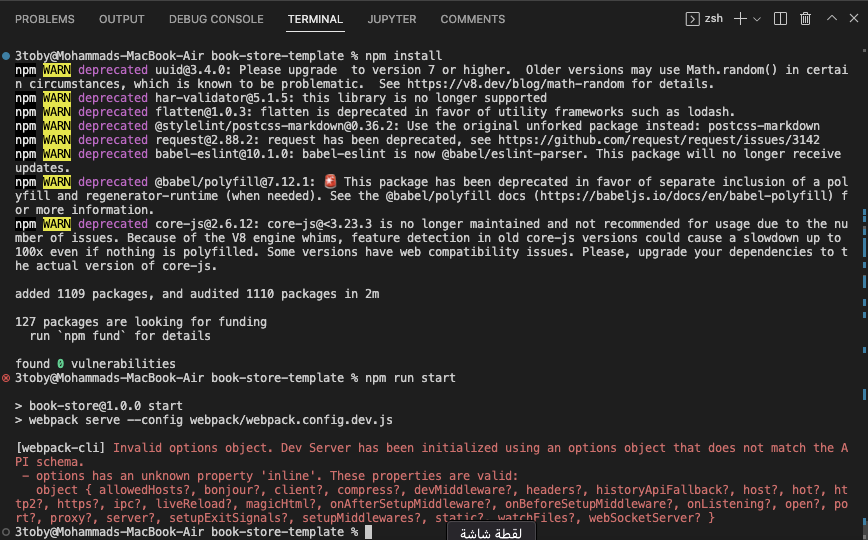 PROBLEMS OUTPUT DEBUG CONSOLE TERMINAL JUPYTER COMMENTS zsh
3toby@Mohammads-MacBook-Air book-store-template % npm install
npm WARN deprecated uuid@3.4.0: Please upgrade  to version 7 or higher.  Older versions may use Math.random() in certai
n circumstances, which is known to be problematic.  See https://v8.dev/blog/math-random for details.
npm WARN deprecated har-validator@5.1.5: this library is no longer supported
npm WARN deprecated flatten@1.0.3: flatten is deprecated in favor of utility frameworks such as lodash.
npm WARN deprecated @stylelint/postcss-markdown@0.36.2: Use the original unforked package instead: postcss-markdown
npm WARN deprecated request@2.88.2: request has been deprecated, see https://github.com/request/request/issues/3142
npm WARN deprecated babel-eslint@10.1.0: babel-eslint is now @babel/eslint-parser. This package will no longer receive
updates.
npm WARN deprecated @babel/polyfill@7.12.1: 🚨 This package has been deprecated in favor of separate inclusion of a pol
yfill and regenerator-runtime (when needed). See the @babel/polyfill docs (https://babeljs.io/docs/en/babel-polyfill) f
or more information.
npm WARN deprecated core-js@2.6.12: core-js@<3.23.3 is no longer maintained and not recommended for usage due to the nu
mber of issues. Because of the V8 engine whims, feature detection in old core-js versions could cause a slowdown up to
100x even if nothing is polyfilled. Some versions have web compatibility issues. Please, upgrade your dependencies to t
he actual version of core-js.
added 1109 packages, and audited 1110 packages in 2m
127 packages are looking for funding
run `npm fund` for details
found 0 vulnerabilities
3toby@Mohammads-MacBook-Air book-store-template % npm run start
> book-store@1.0.0 start
> webpack serve --config webpack/webpack.config.dev.js
[webpack-cli] Invalid options object. Dev Server has been initialized using an options object that does not match the A
PI schema.
- options has an unknown property 'inline'. These properties are valid:
object { allowedHosts?, bonjour?, client?, compress?, devMiddleware?, headers?, historyApiFallback?, host?, hot?, ht
tp2?, https?, ipc?, liveReload?, magicHtml?, onAfterSetupMiddleware?, onBeforeSetupMiddleware?, onListening?, open?, po
rt?, proxy?, server?, setupExitSignals?, setupMiddlewares?, static?, watchFiles?, webSocketServer? }
3toby@Mohammads-MacBook-Air book-store-template %
لقطة شاشة